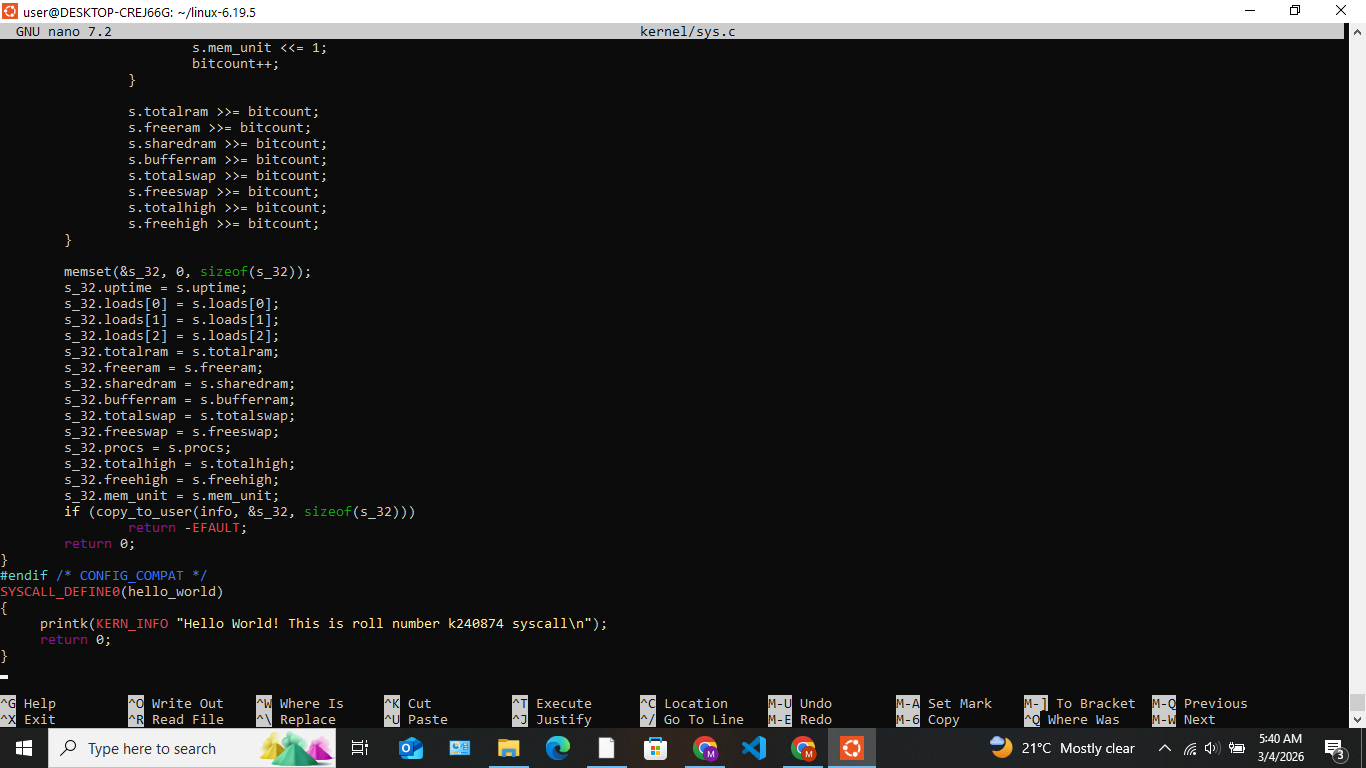 user@DESKTOP-CREJ66G: ~/linux-6.19.5
GNU nano 7.2 kernel/sys.c
s.mem_unit <<= 1;
bitcount++;
}
s.totalram >>= bitcount;
s.freeram >>= bitcount;
s.sharedram >>= bitcount;
s.bufferram >>= bitcount;
s.totalswap >>= bitcount;
s.freeswap >>= bitcount;
s.totalhigh >>= bitcount;
s.freehigh >>= bitcount;
}
memset(&s_32, 0, sizeof(s_32));
s_32.uptime = s.uptime;
s_32.loads[0] = s.loads[0];
s_32.loads[1] = s.loads[1];
s_32.loads[2] = s.loads[2];
s_32.totalram = s.totalram;
s_32.freeram = s.freeram;
s_32.sharedram = s.sharedram;
s_32.bufferram = s.bufferram;
s_32.totalswap = s.totalswap;
s_32.freeswap = s.freeswap;
s_32.procs = s.procs;
s_32.totalhigh = s.totalhigh;
s_32.freehigh = s.freehigh;
s_32.mem_unit = s.mem_unit;
if (copy_to_user(info, &s_32, sizeof(s_32)))
return -EFAULT;
return 0;
}
#endif /* CONFIG_COMPAT */
SYSCALL_DEFINE0(hello_world)
{
printk(KERN_INFO "Hello World! This is roll number k240874 syscall\n");
return 0;
}
^G Help ^O Write Out ^W Where Is ^K Cut ^T Execute ^C Location M-U Undo M-A Set Mark M-] To Bracket M-Q Previous
^X Exit ^R Read File ^\ Replace ^U Paste ^J Justify ^/ Go To Line M-E Redo M-6 Copy ^Q Where Was M-W Next
Type here to search
21°C Mostly clear
5:40 AM
3/4/2026
3